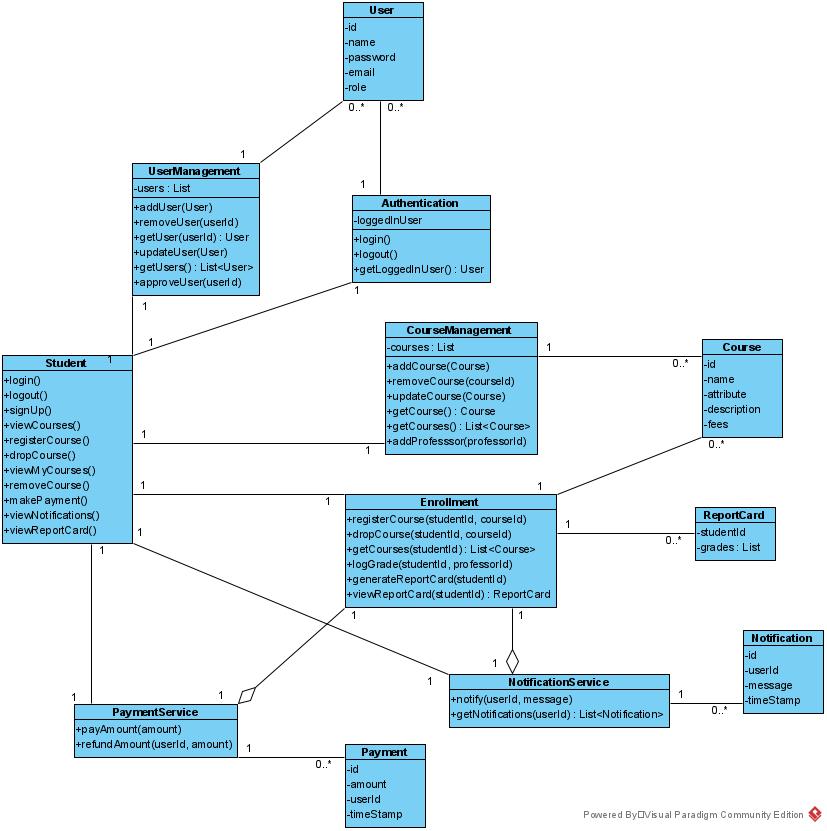 User
-id
-name
-password
-email
-role
0..*
0..*
1
1
UserManagement
-users : List
+addUser(User)
+removeUser(userId)
+getUser(userId) : User
+updateUser(User)
+getUsers() : List<User>
+approveUser(userId)
1
Authentication
-loggedInUser
+login()
+logout()
+getLoggedInUser() : User
1
1
1
Student
+login()
+logout()
+signUp()
+viewCourses()
+registerCourse()
+dropCourse()
+viewMyCourses()
+removeCourse()
+makePayment()
+viewNotifications()
+viewReportCard()
CourseManagement
-courses : List
+addCourse(Course)
+removeCourse(courseId)
+updateCourse(Course)
+getCourse() : Course
+getCourses() : List<Course>
+addProfesssor(professorId)
1
0..*
Course
-id
-name
-attribute
-description
-fees
0..*
1
1
1
1
1
1
Enrollment
+registerCourse(studentId, courseId)
+dropCourse(studentId, courseId)
+getCourses(studentId) : List<Course>
+logGrade(studentId, professorId)
+generateReportCard(studentId)
+viewReportCard(studentId) : ReportCard
1
0..*
ReportCard
-studentId
-grades : List
1
1
1
1
1
1
1
1
NotificationService
+notify(userId, message)
+getNotifications(userId) : List<Notification>
1
0..*
Notification
-id
-userId
-message
-timeStamp
PaymentService
+payAmount(amount)
+refundAmount(userId, amount)
1
0..*
Payment
-id
-amount
-userId
-timeStamp
Powered By Visual Paradigm Community Edition